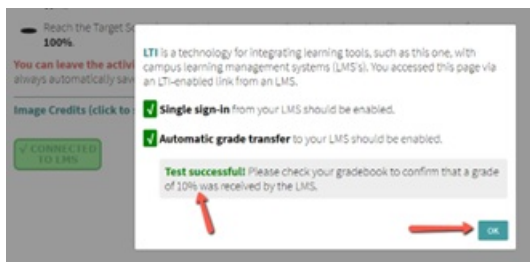 Reach the Target
100%.
You can leave the activi
always automatically sav
Image Credits (click to
√ CONNECTED
TO LMS
LTI is a technology for integrating learning tools, such as this one, with
campus learning management systems (LMS's). You accessed this page via
an LTI-enabled link from an LMS.
√ Single sign-in from your LMS should be enabled.
√ Automatic grade transfer to your LMS should be enabled.
Test successful! Please check your gradebook to confirm that a grade
of 10% was received by the LMS.
OK